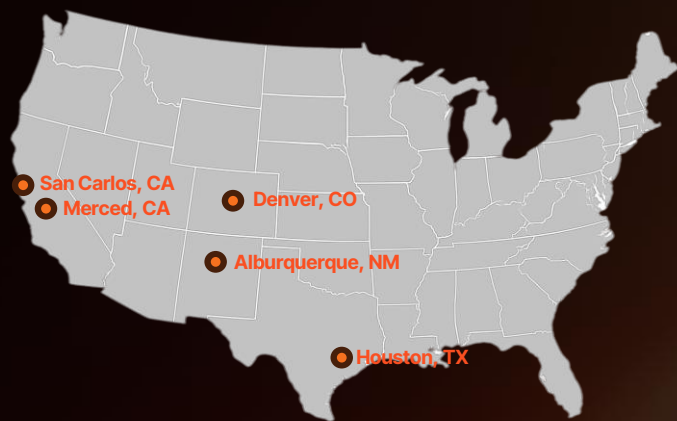 San Carlos, CA
Merced, CA
Denver, CO
Alburquerque, NM
Houston, TX